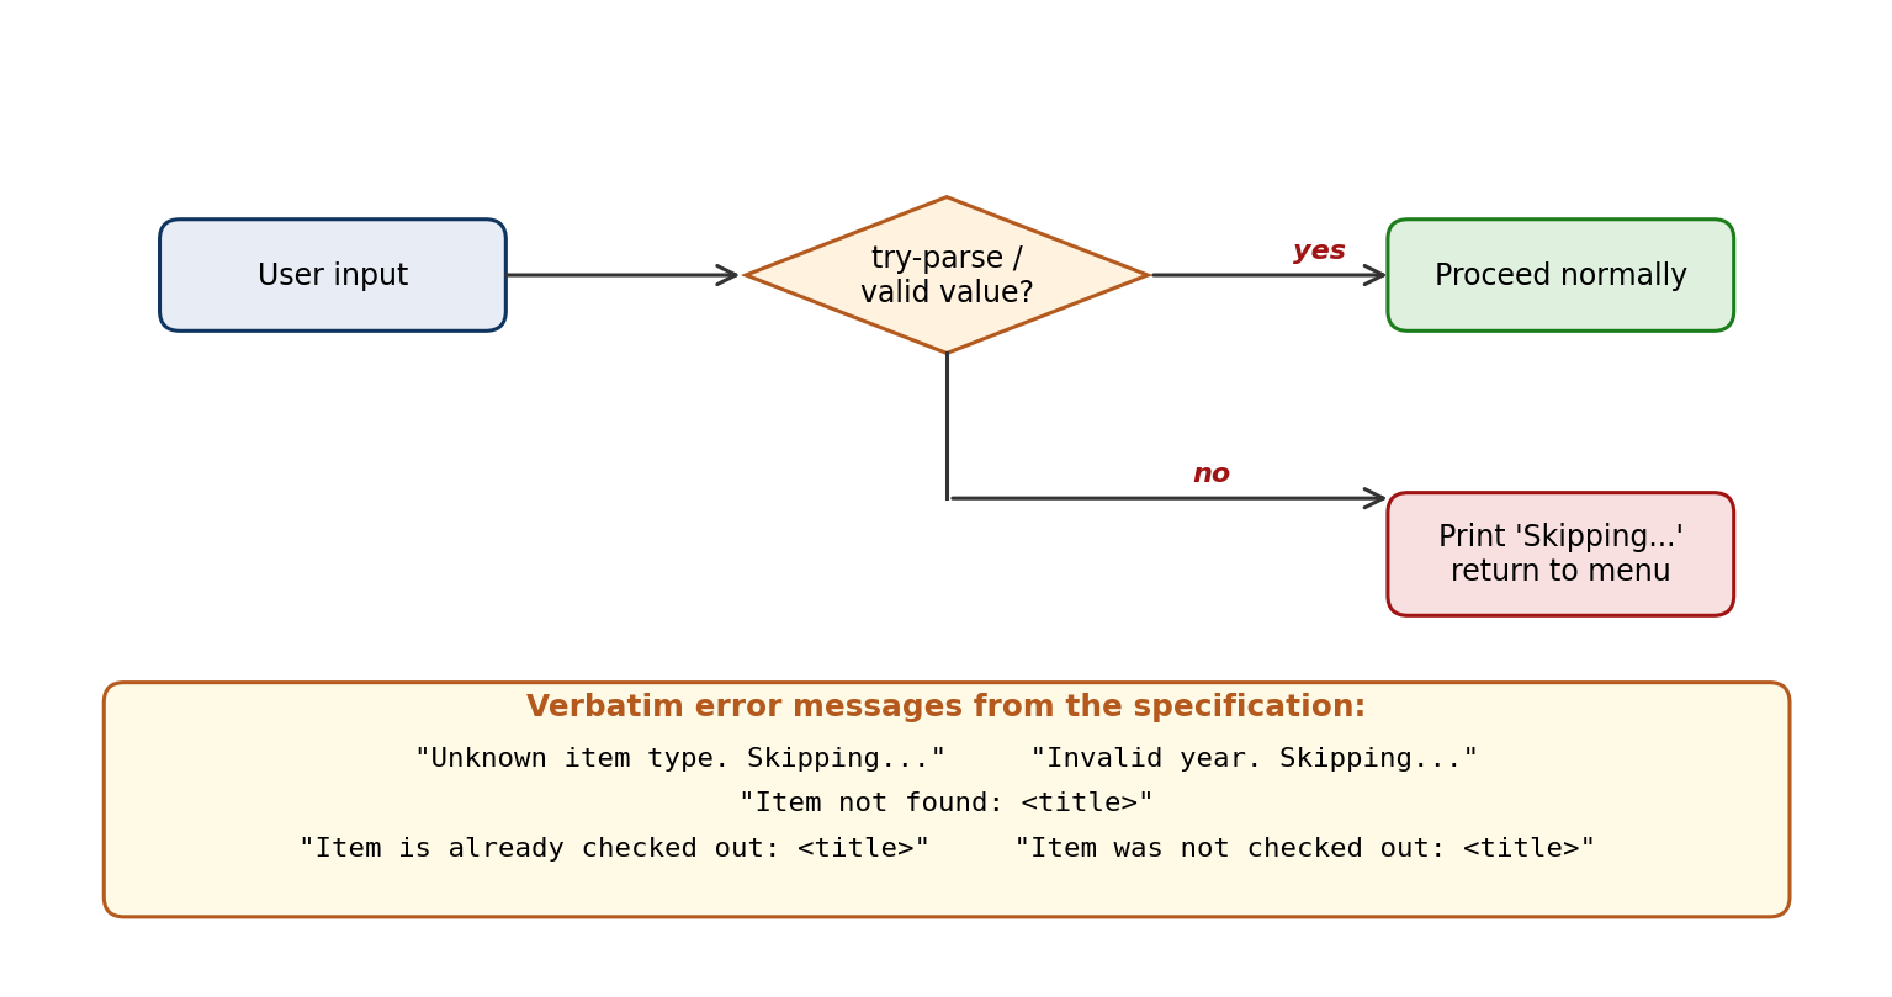 User input
try-parse /
valid value?
yes
Proceed normally
no
Print 'Skipping...'
return to menu
Verbatim error messages from the specification:
"Unknown item type. Skipping..." "Invalid year. Skipping..."
"Item not found: <title>"
"Item is already checked out: <title>" "Item was not checked out: <title>"